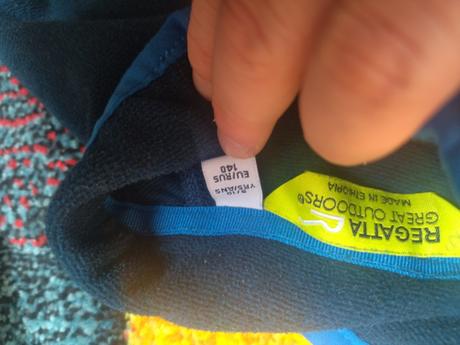 REGATTA
GREAT OUTDOORS®
MADE IN ETHIOPIA
YRS/ANS
9/10
EU/RUS
140